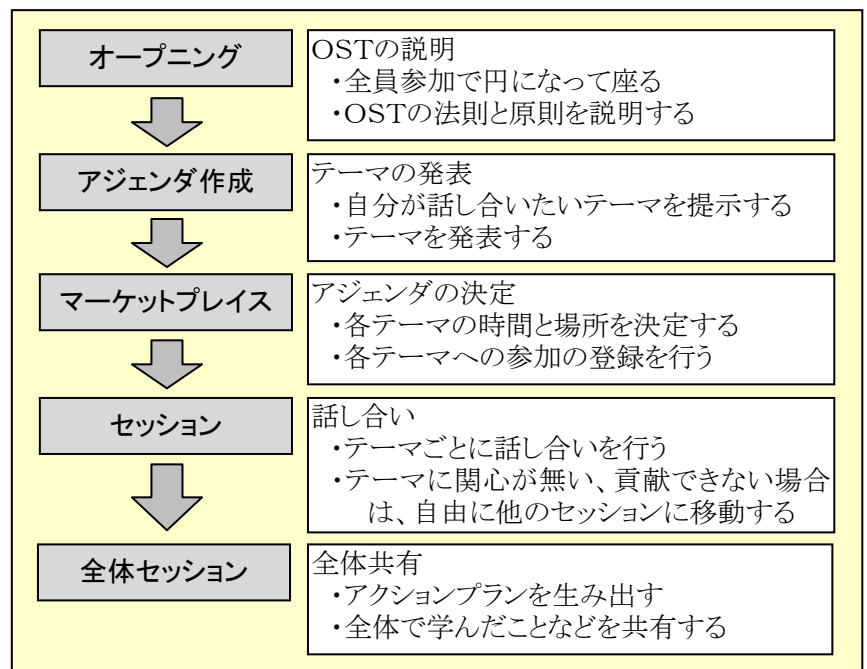 オープニング
OSTの説明
・全員参加で円になって座る
・OSTの法則と原則を説明する
アジェンダ作成
テーマの発表
・自分が話し合いたいテーマを提示する
・テーマを発表する
マーケットプレイス
アジェンダの決定
・各テーマの時間と場所を決定する
・各テーマへの参加の登録を行う
セッション
話し合い
・テーマごとに話し合いを行う
・テーマに関心が無い、貢献できない場合
は、自由に他のセッションに移動する
全体セッション
全体共有
・アクションプランを生み出す
・全体で学んだことなどを共有する